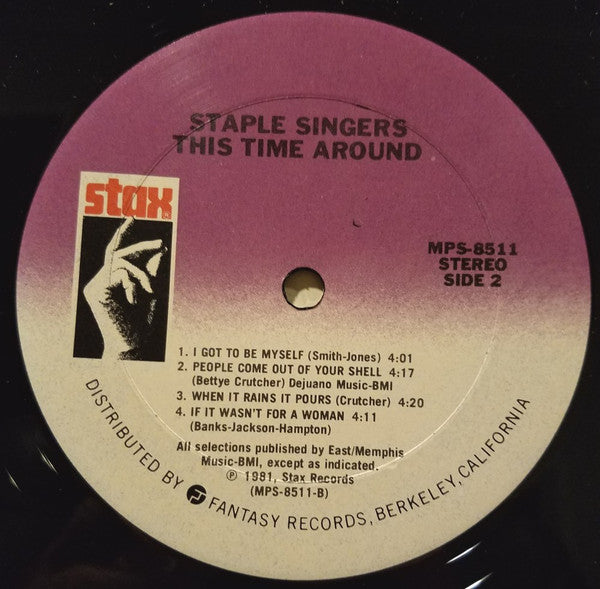 STAPLE SINGERS
THIS TIME AROUND
stax®
MPS-8511
STEREO
SIDE 2
1. I GOT TO BE MYSELF (Smith-Jones) 4:01
2. PEOPLE COME OUT OF YOUR SHELL 4:17
(Bettye Crutcher) Dejuano Music-BMI
3. WHEN IT RAINS IT POURS (Crutcher) 4:20
4. IF IT WASN'T FOR A WOMAN 4:11
(Banks-Jackson-Hampton)
All selections published by East/Memphis
Music-BMI, except as indicated.
℗ 1981, Stax Records
(MPS-8511-B)
DISTRIBUTED BY FANTASY RECORDS, BERKELEY, CALIFORNIA